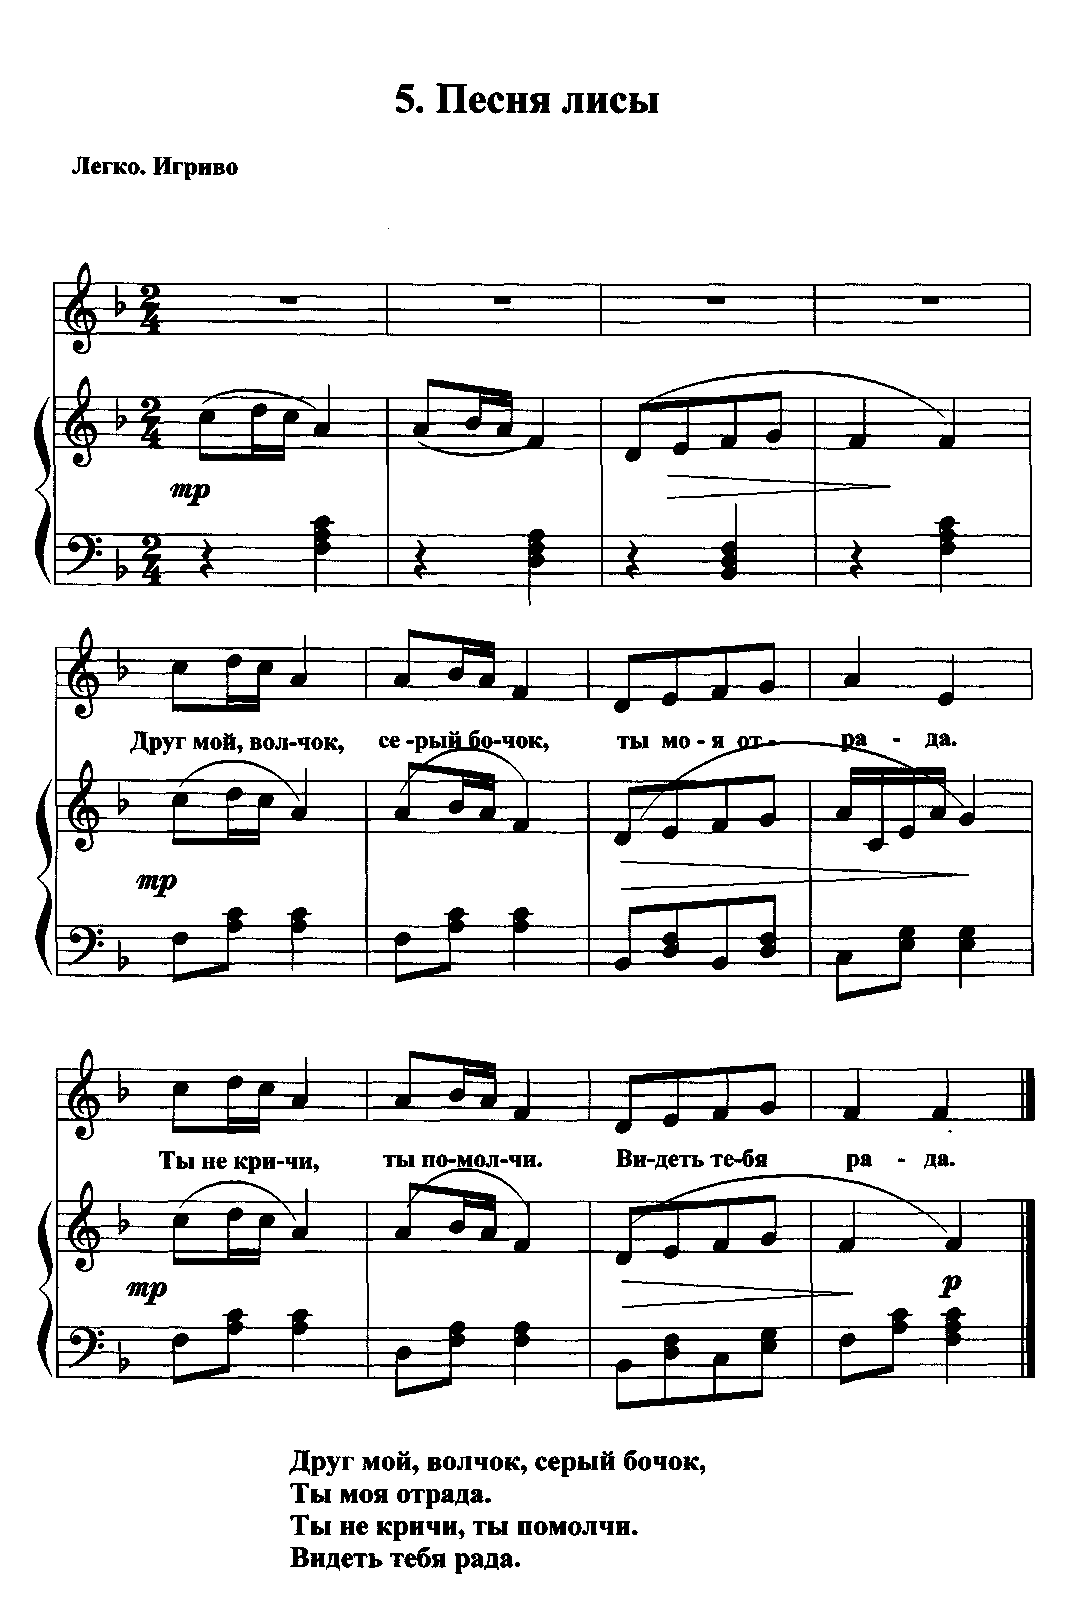 5. Песня лисы
Легко. Игриво
mp
Друг мой, вол-чок, се -рый бо-чок, ты мо - я от - ра - да.
mp
Ты не кри-чи, ты по-мол-чи. Ви-деть те-бя ра - да.
mp p
Друг мой, волчок, серый бочок,
Ты моя отрада.
Ты не кричи, ты помолчи.
Видеть тебя рада.